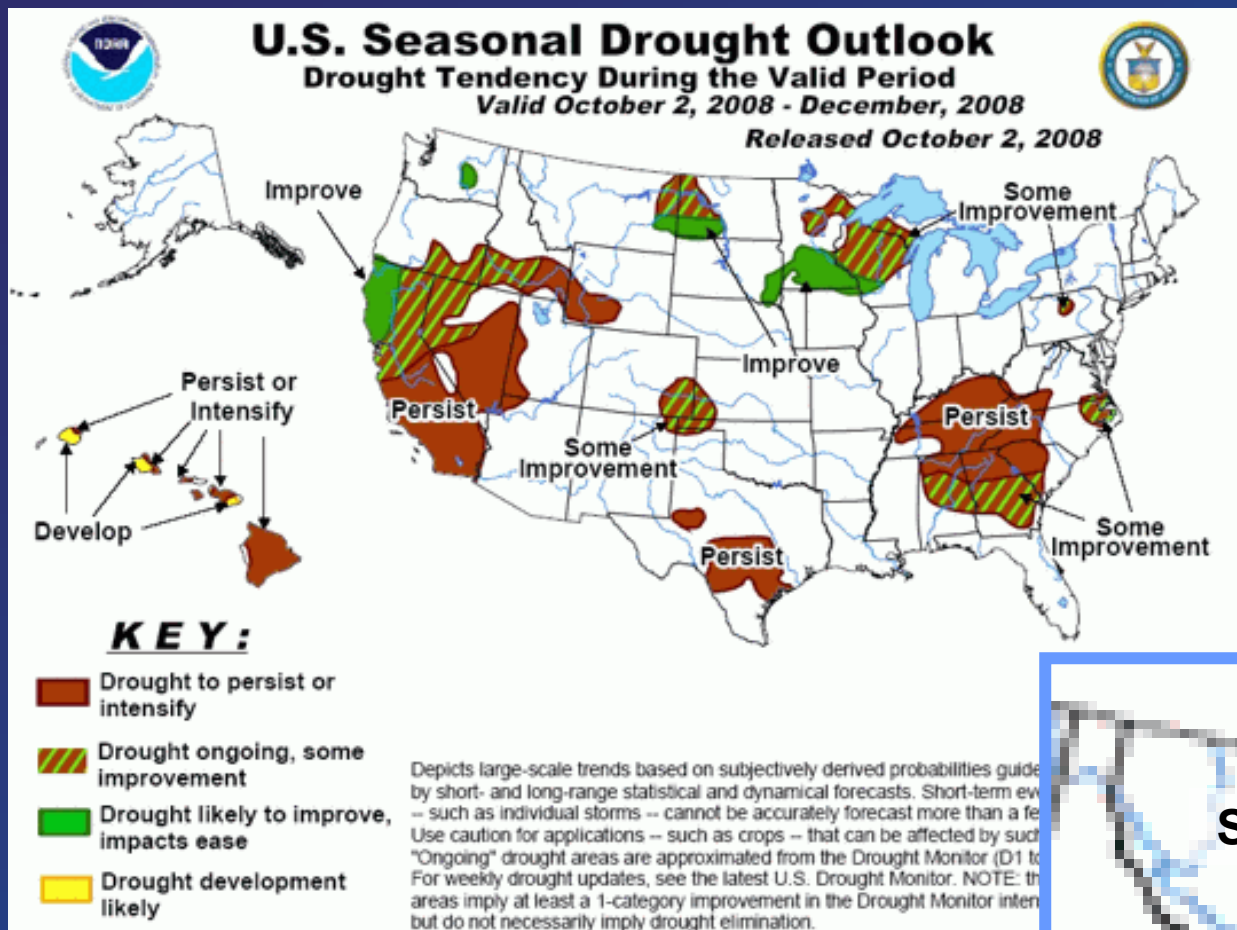 NOAA
U.S. Seasonal Drought Outlook
Drought Tendency During the Valid Period
Valid October 2, 2008 - December, 2008
Released October 2, 2008
Improve
Some
Improvement
Improve
Persist or
Intensify
Persist
Some
Improvement
Persist
Develop
Persist
Some
Improvement
KEY:
Drought to persist or
intensify
Drought ongoing, some
improvement
Drought likely to improve,
impacts ease
Drought development
likely
Depicts large-scale trends based on subjectively derived probabilities guide
by short- and long-range statistical and dynamical forecasts. Short-term eve
-- such as individual storms -- cannot be accurately forecast more than a fe
Use caution for applications -- such as crops -- that can be affected by such
"Ongoing" drought areas are approximated from the Drought Monitor (D1 to
For weekly drought updates, see the latest U.S. Drought Monitor. NOTE: th
areas imply at least a 1-category improvement in the Drought Monitor inten
but do not necessarily imply drought elimination.
S